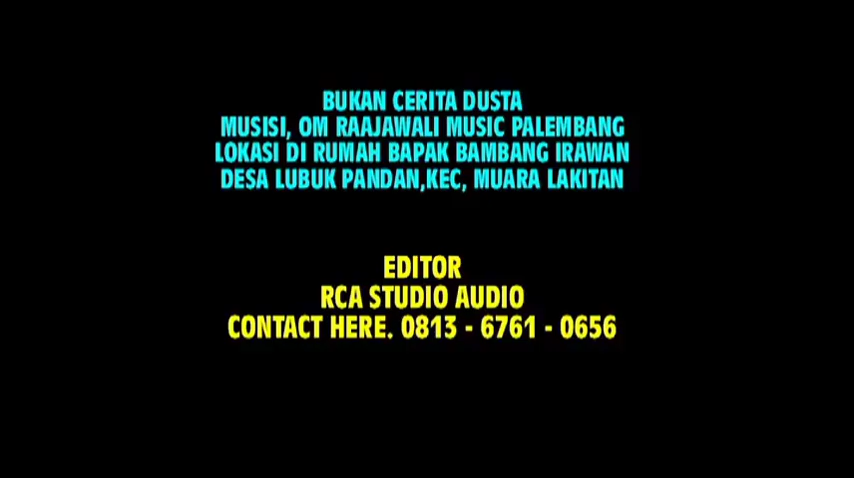 BUKAN CERITA DUSTA
MUSISI, OM RAAJAWALI MUSIC PALEMBANG
LOKASI DI RUMAH BAPAK BAMBANG IRAWAN
DESA LUBUK PANDAN,KEC, MUARA LAKITAN
EDITOR
RCA STUDIO AUDIO
CONTACT HERE. 0813 - 6761 - 0656